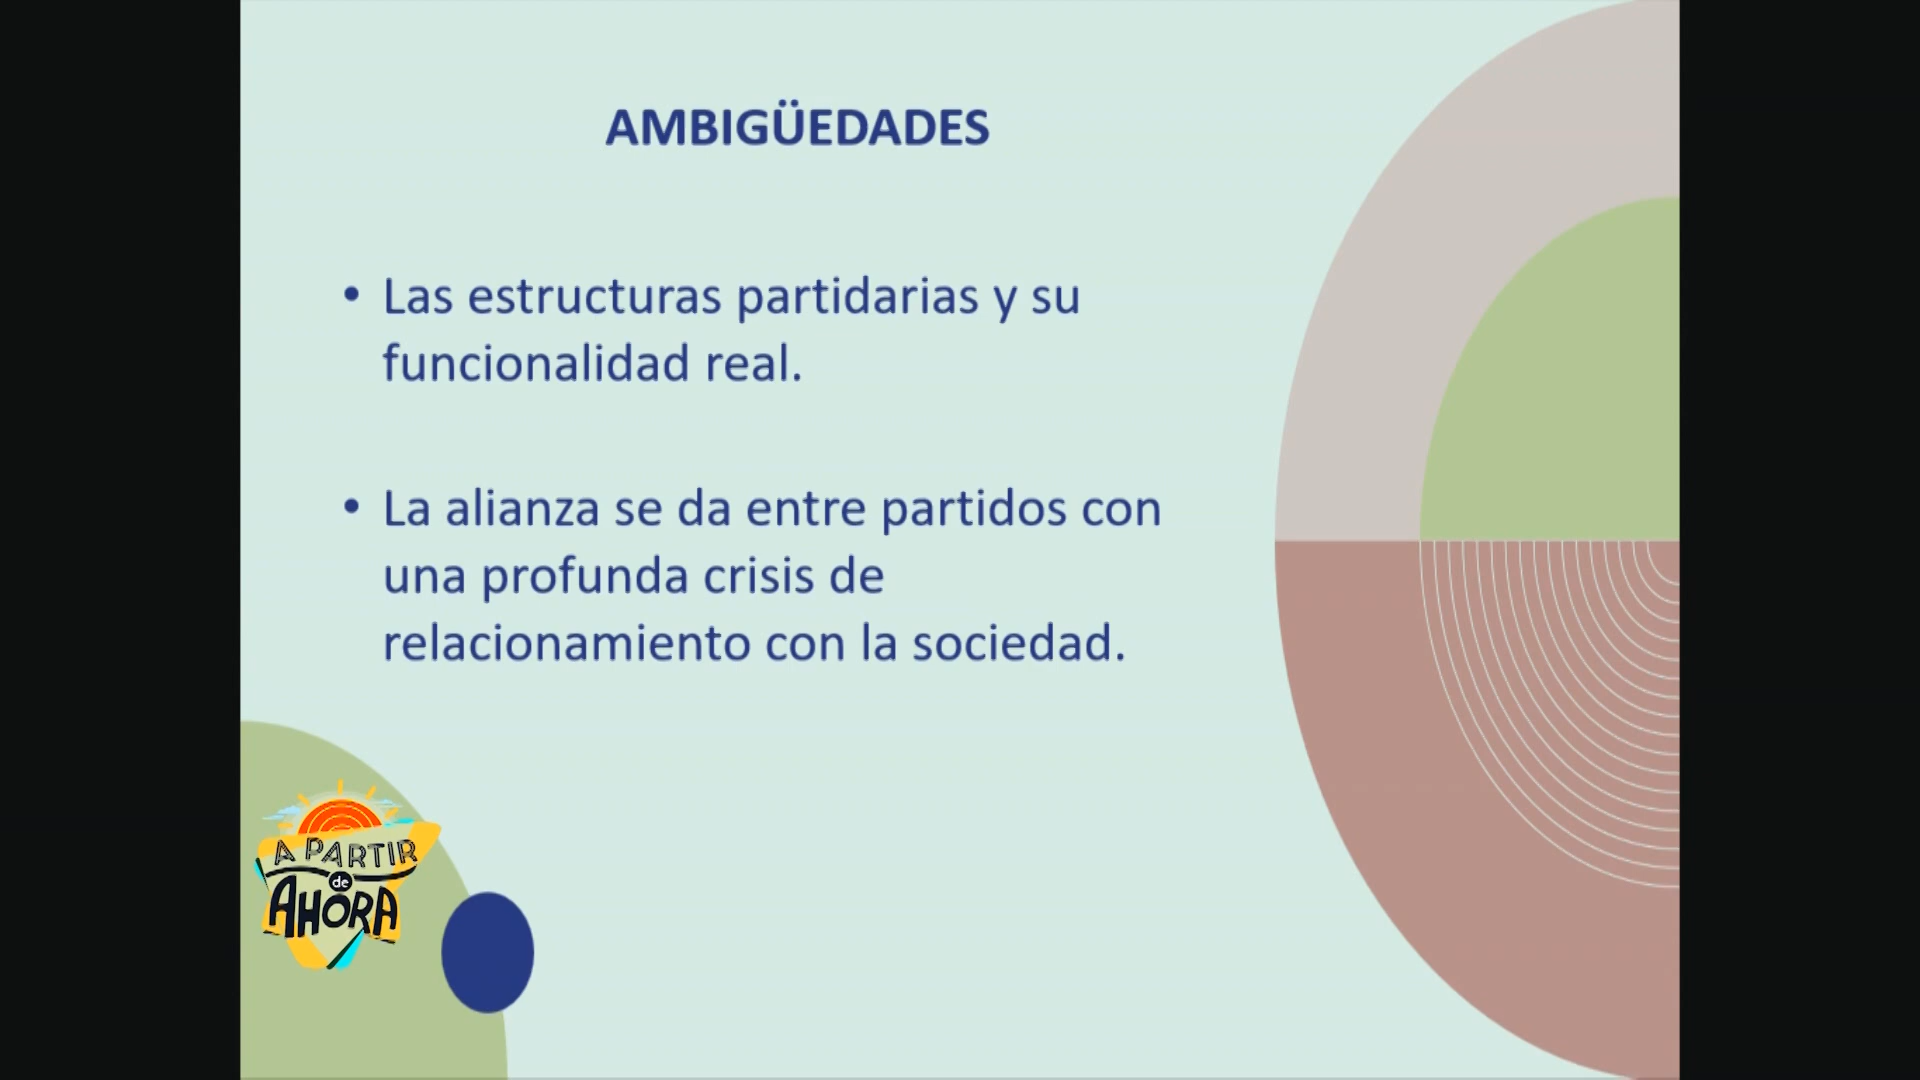 AMBIGÜEDADES
• Las estructuras partidarias y su
funcionalidad real.
• La alianza se da entre partidos con
una profunda crisis de
relacionamiento con la sociedad.
A PARTIR
de
AHORA